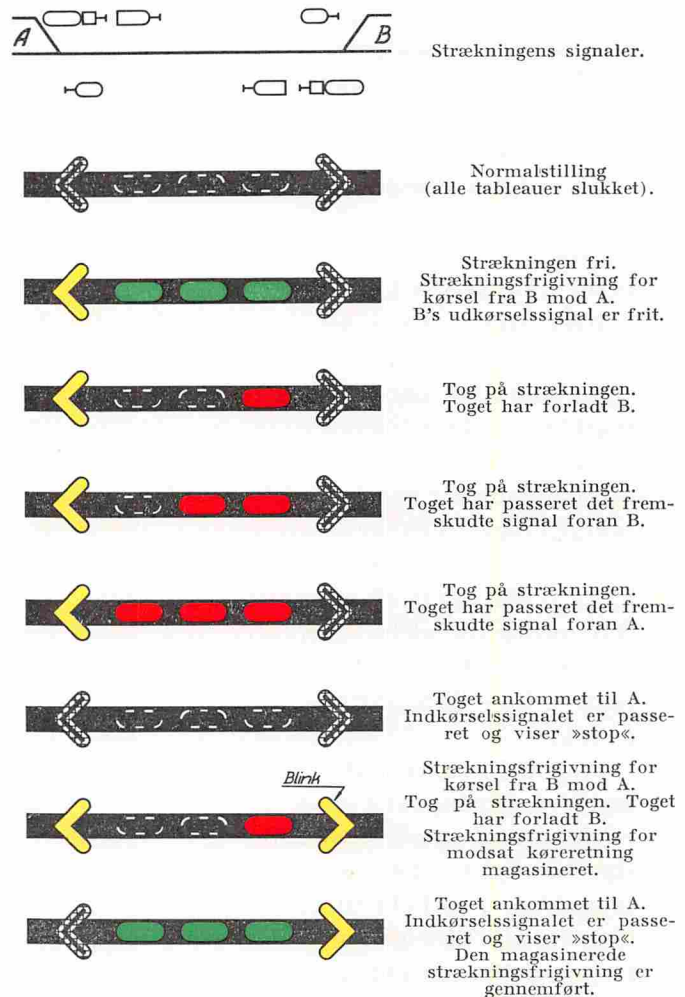 A
B
Strækningens signaler.
Normalstilling
(alle tableauer slukket).
Strækningen fri.
Strækningsfrigivning for
kørsel fra B mod A.
B's udkørselssignal er frit.
Tog på strækningen.
Toget har forladt B.
Tog på strækningen.
Toget har passeret det frem-
skudte signal foran B.
Tog på strækningen.
Toget har passeret det frem-
skudte signal foran A.
Toget ankommet til A.
Indkørselssignalet er passe-
ret og viser »stop«.
Blink
Strækningsfrigivning for
kørsel fra B mod A.
Tog på strækningen. Toget
har forladt B.
Strækningsfrigivning for
modsat køreretning
magasineret.
Toget ankommet til A.
Indkørselssignalet er passe-
ret og viser »stop«.
Den magasinerede
strækningsfrigivning er
gennemført.